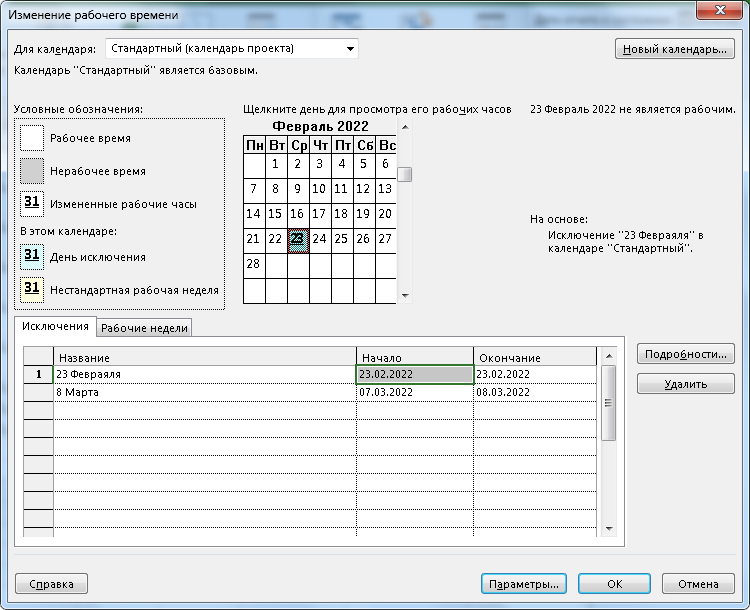 Изменение рабочего времени
Для календаря: Стандартный (календарь проекта) Новый календарь...
Календарь "Стандартный" является базовым.
Условные обозначения:
31
Рабочее время
Нерабочее время
31 Измененные рабочие часы
В этом календаре:
31 День исключения
31 Нестандартная рабочая неделя
Щелкните день для просмотра его рабочих часов
Февраль 2022
Пн Вт Ср Чт Пт Сб Вс
1 2 3 4 5 6
7 8 9 10 11 12 13
14 15 16 17 18 19 20
21 22 23 24 25 26 27
28
23 Февраль 2022 не является рабочим.
На основе:
Исключение "23 Февраяля" в
календаре "Стандартный".
Исключения Рабочие недели
Название Начало Окончание
1 23 Февраяля 23.02.2022 23.02.2022
8 Марта 07.03.2022 08.03.2022
Подробности...
Удалить
Справка Параметры... ОК Отмена